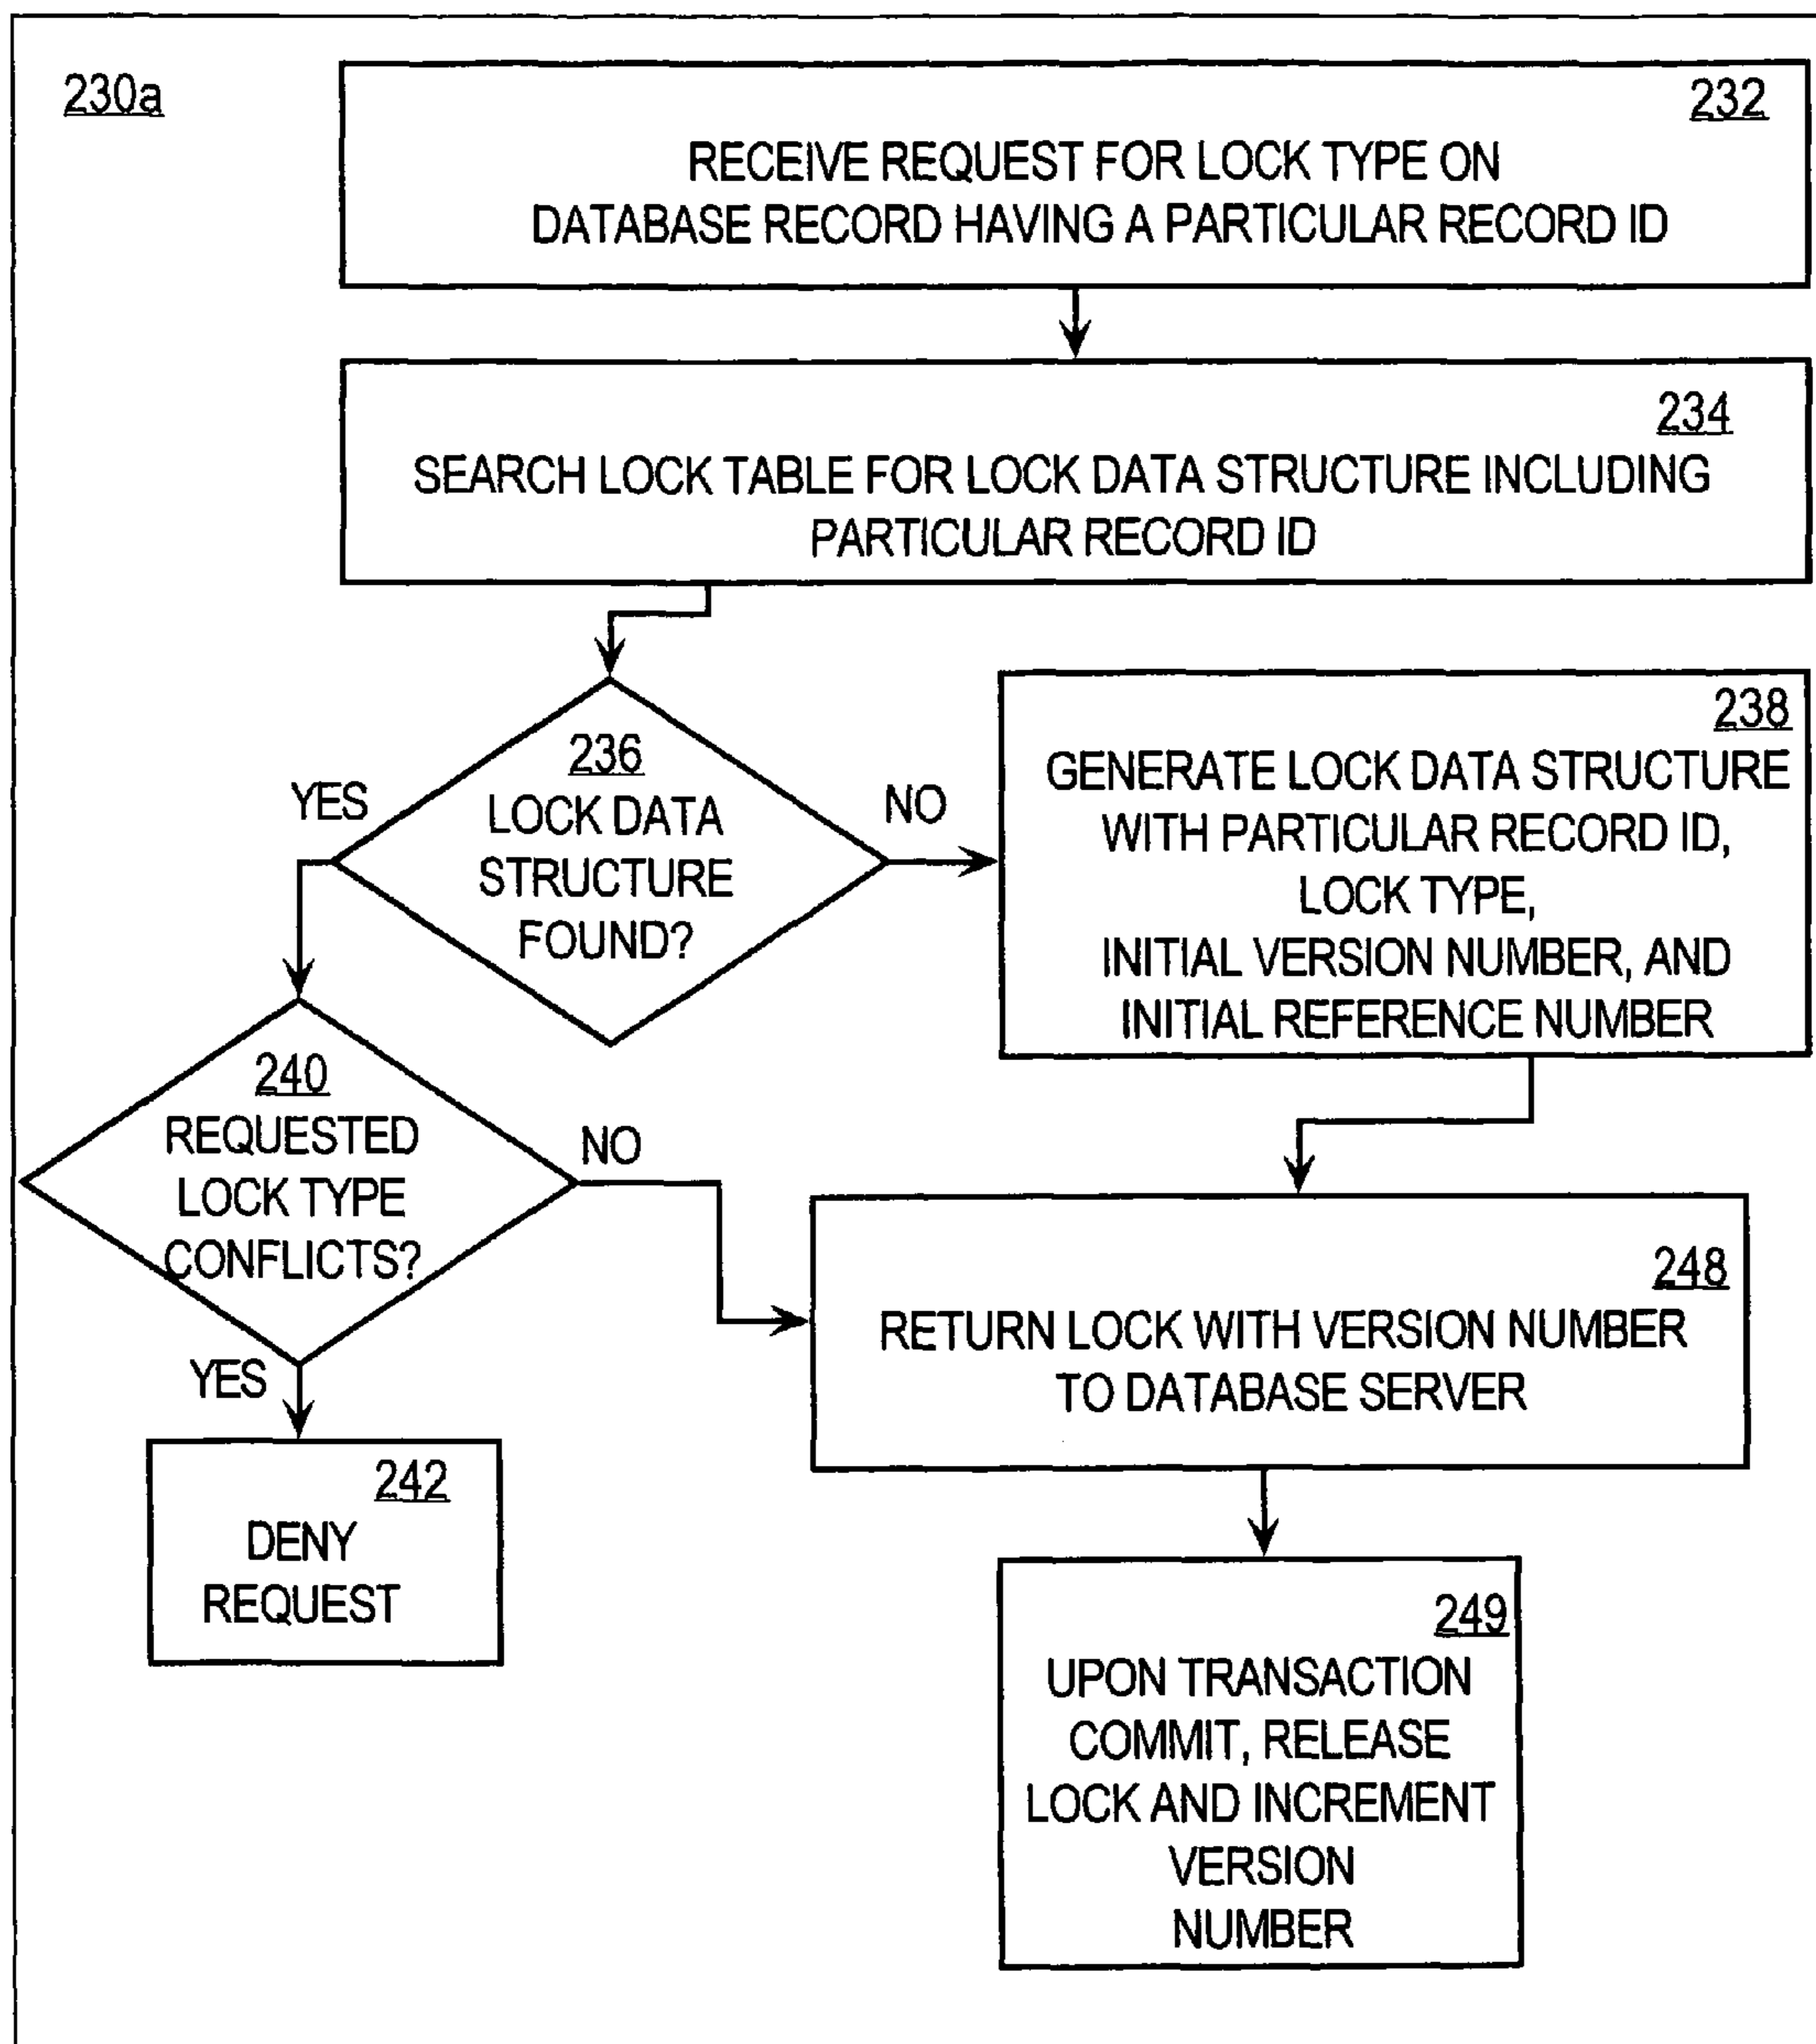 230a
232
RECEIVE REQUEST FOR LOCK TYPE ON
DATABASE RECORD HAVING A PARTICULAR RECORD ID
234
SEARCH LOCK TABLE FOR LOCK DATA STRUCTURE INCLUDING
PARTICULAR RECORD ID
236
LOCK DATA
STRUCTURE
FOUND?
YES
NO
238
GENERATE LOCK DATA STRUCTURE
WITH PARTICULAR RECORD ID,
LOCK TYPE,
INITIAL VERSION NUMBER, AND
INITIAL REFERENCE NUMBER
240
REQUESTED
LOCK TYPE
CONFLICTS?
NO
YES
242
DENY
REQUEST
248
RETURN LOCK WITH VERSION NUMBER
TO DATABASE SERVER
249
UPON TRANSACTION
COMMIT, RELEASE
LOCK AND INCREMENT
VERSION
NUMBER